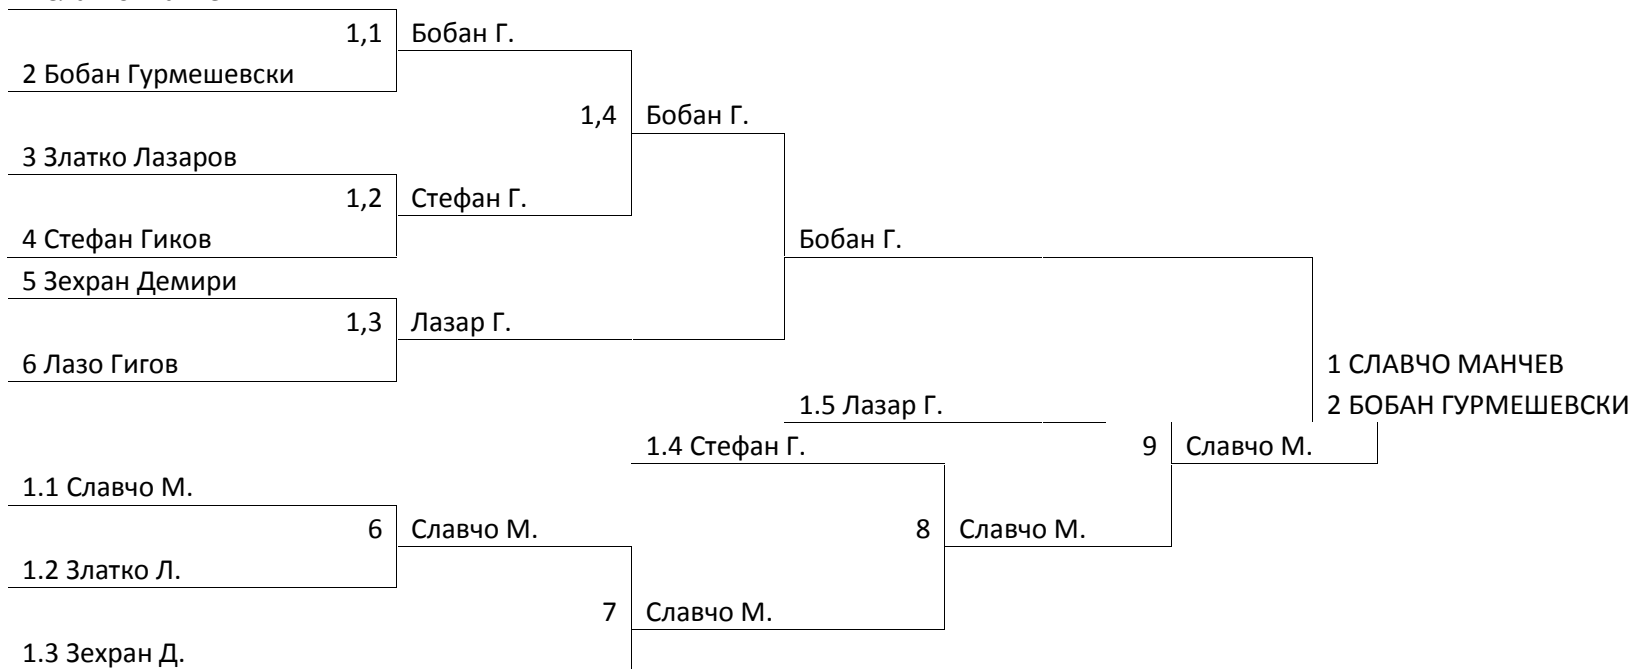 1,1 Бобан Г.
2 Бобан Гурмешевски
1,4 Бобан Г.
3 Златко Лазаров
1,2 Стефан Г.
4 Стефан Гиков Бобан Г.
5 Зехран Демири
1,3 Лазар Г.
6 Лазо Гигов 1 СЛАВЧО МАНЧЕВ
1.5 Лазар Г. 2 БОБАН ГУРМЕШЕВСКИ
1.4 Стефан Г. 9 Славчо М.
1.1 Славчо М.
6 Славчо М. 8 Славчо М.
1.2 Златко Л.
7 Славчо М.
1.3 Зехран Д.